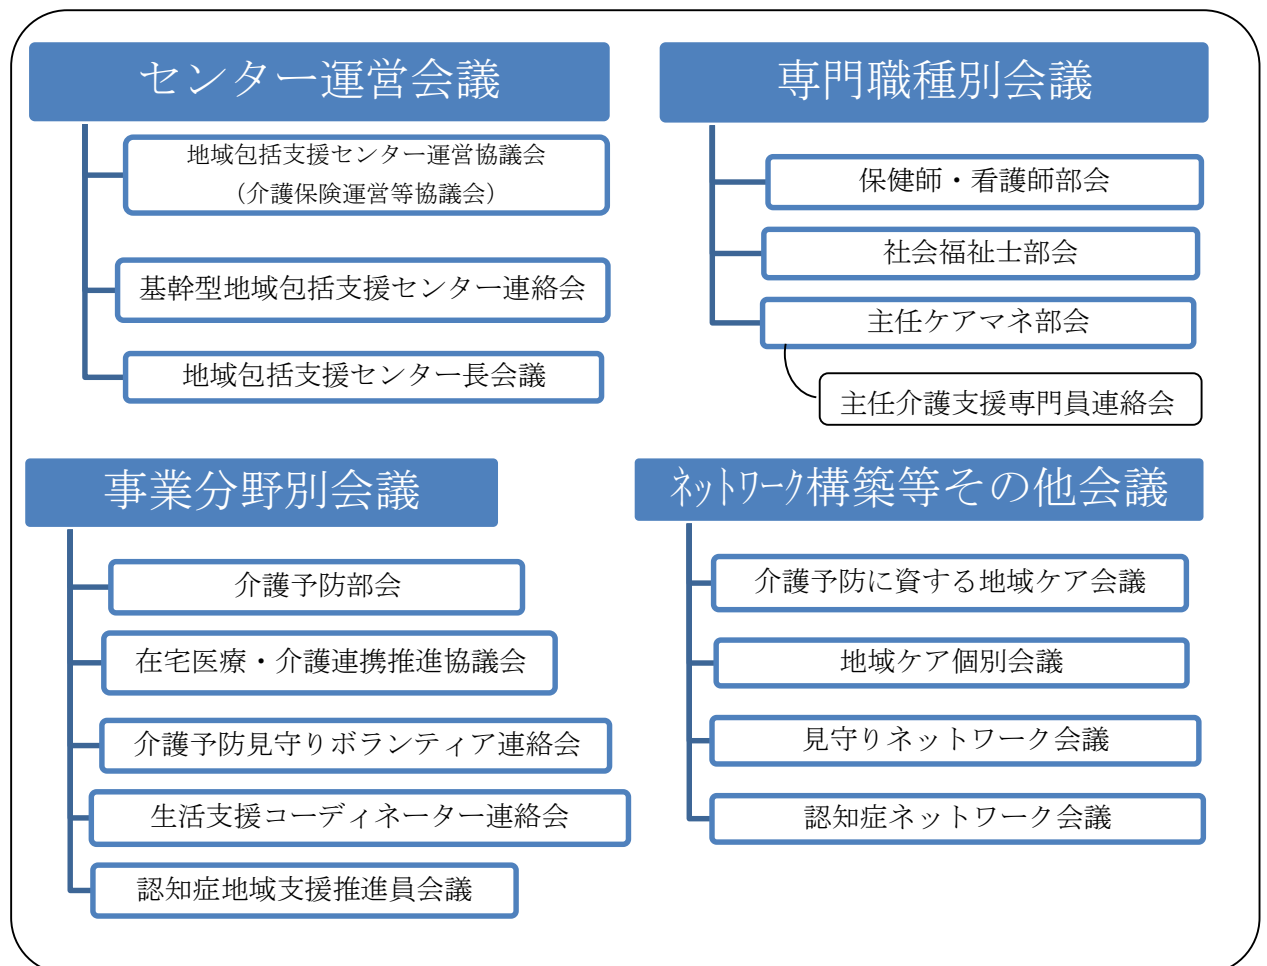 センター運営会議
地域包括支援センター運営協議会
（介護保険運営等協議会）
基幹型地域包括支援センター連絡会
地域包括支援センター長会議
専門職種別会議
保健師・看護師部会
社会福祉士部会
主任ケアマネ部会
主任介護支援専門員連絡会
事業分野別会議
介護予防部会
在宅医療・介護連携推進協議会
介護予防見守りボランティア連絡会
生活支援コーディネーター連絡会
認知症地域支援推進員会議
ﾈｯﾄﾜｰｸ構築等その他会議
介護予防に資する地域ケア会議
地域ケア個別会議
見守りネットワーク会議
認知症ネットワーク会議